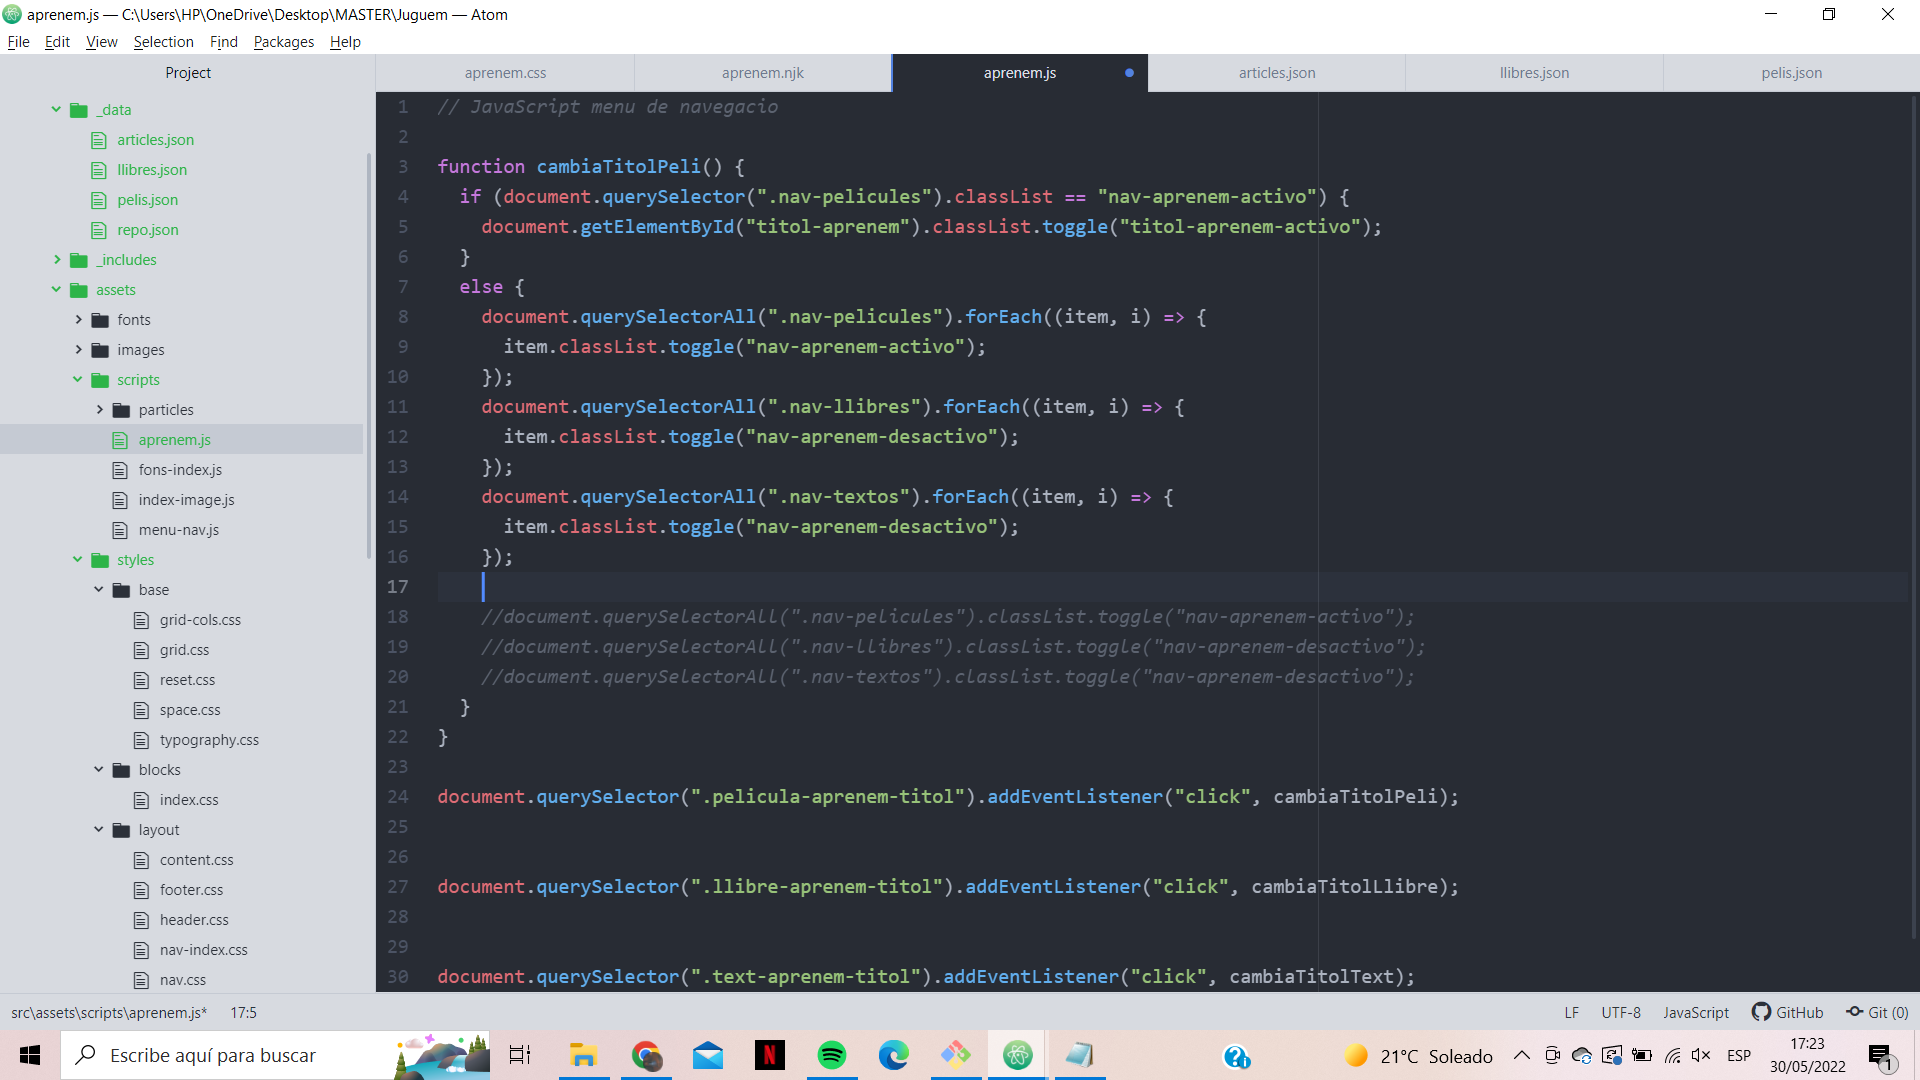 aprenem.js — C:\Users\HP\OneDrive\Desktop\MASTER\Juguem — Atom
File Edit View Selection Find Packages Help
Project
_data
articles.json
llibres.json
pelis.json
repo.json
_includes
assets
fonts
images
scripts
particles
aprenem.js
fons-index.js
index-image.js
menu-nav.js
styles
base
grid-cols.css
grid.css
reset.css
space.css
typography.css
blocks
index.css
layout
content.css
footer.css
header.css
nav-index.css
nav.css
aprenem.css aprenem.njk aprenem.js articles.json llibres.json pelis.json
1 // JavaScript menu de navegacio
2
3 function cambiaTitolPeli() {
4 if (document.querySelector(".nav-pelicules").classList == "nav-aprenem-activo") {
5 document.getElementById("titol-aprenem").classList.toggle("titol-aprenem-activo");
6 }
7 else {
8 document.querySelectorAll(".nav-pelicules").forEach((item, i) => {
9 item.classList.toggle("nav-aprenem-activo");
10 });
11 document.querySelectorAll(".nav-llibres").forEach((item, i) => {
12 item.classList.toggle("nav-aprenem-desactivo");
13 });
14 document.querySelectorAll(".nav-textos").forEach((item, i) => {
15 item.classList.toggle("nav-aprenem-desactivo");
16 });
17
18 //document.querySelectorAll(".nav-pelicules").classList.toggle("nav-aprenem-activo");
19 //document.querySelectorAll(".nav-llibres").classList.toggle("nav-aprenem-desactivo");
20 //document.querySelectorAll(".nav-textos").classList.toggle("nav-aprenem-desactivo");
21 }
22 }
23
24 document.querySelector(".pelicula-aprenem-titol").addEventListener("click", cambiaTitolPeli);
25
26
27 document.querySelector(".llibre-aprenem-titol").addEventListener("click", cambiaTitolLlibre);
28
29
30 document.querySelector(".text-aprenem-titol").addEventListener("click", cambiaTitolText);
src\assets\scripts\aprenem.js* 17:5 LF UTF-8 JavaScript GitHub Git (0)
Escribe aquí para buscar
N
21°C Soleado
ESP
17:23
30/05/2022
1